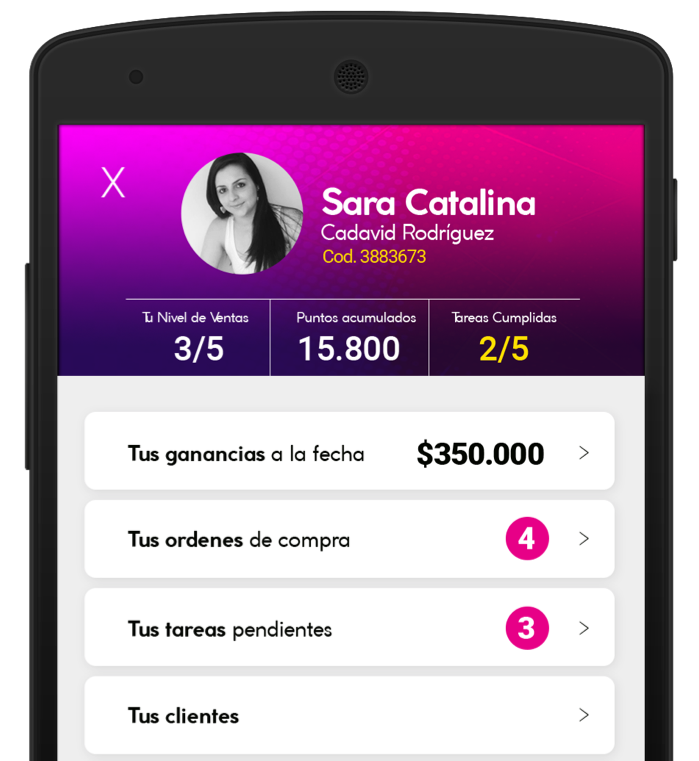 X
Sara Catalina
Cadavid Rodríguez
Cod. 3883673
Tu Nivel de Ventas
3/5
Puntos acumulados
15.800
Tareas Cumplidas
2/5
Tus ganancias a la fecha $350.000
Tus ordenes de compra 4
Tus tareas pendientes 3
Tus clientes